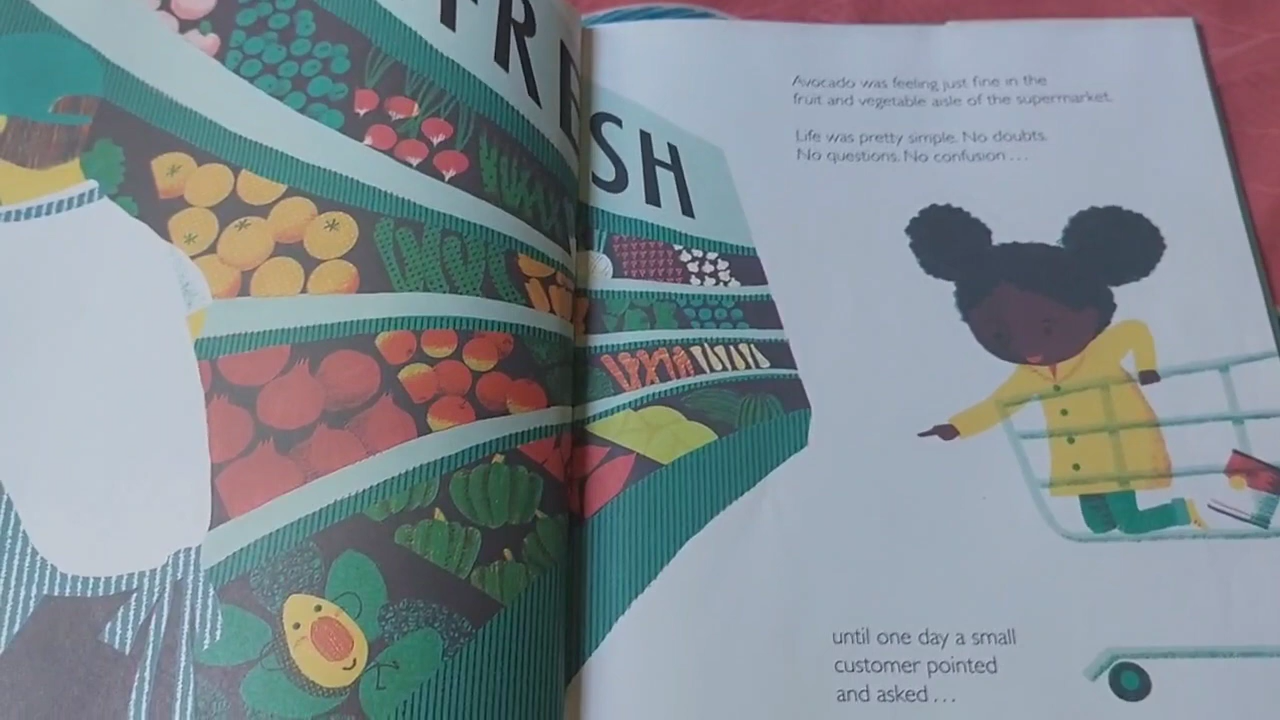 FRESH
Avocado was feeling just fine in the
fruit and vegetable aisle of the supermarket.
Life was pretty simple. No doubts.
No questions. No confusion ...
until one day a small
customer pointed
and asked ...